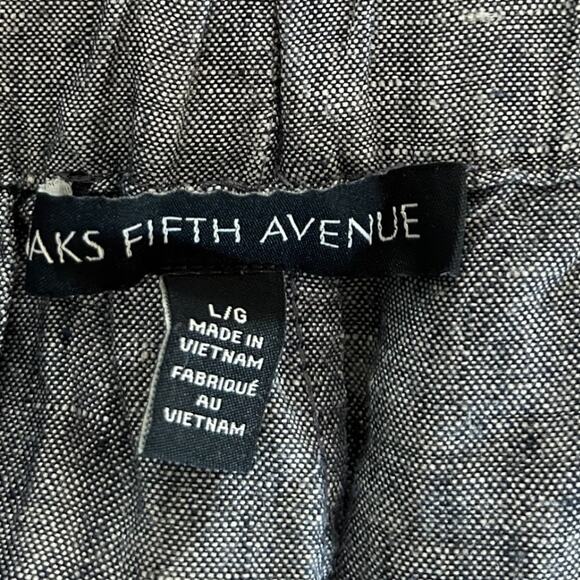 AKS FIFTH AVENUE
L/G
MADE IN
VIETNAM
FABRIQUÉ
AU
VIETNAM